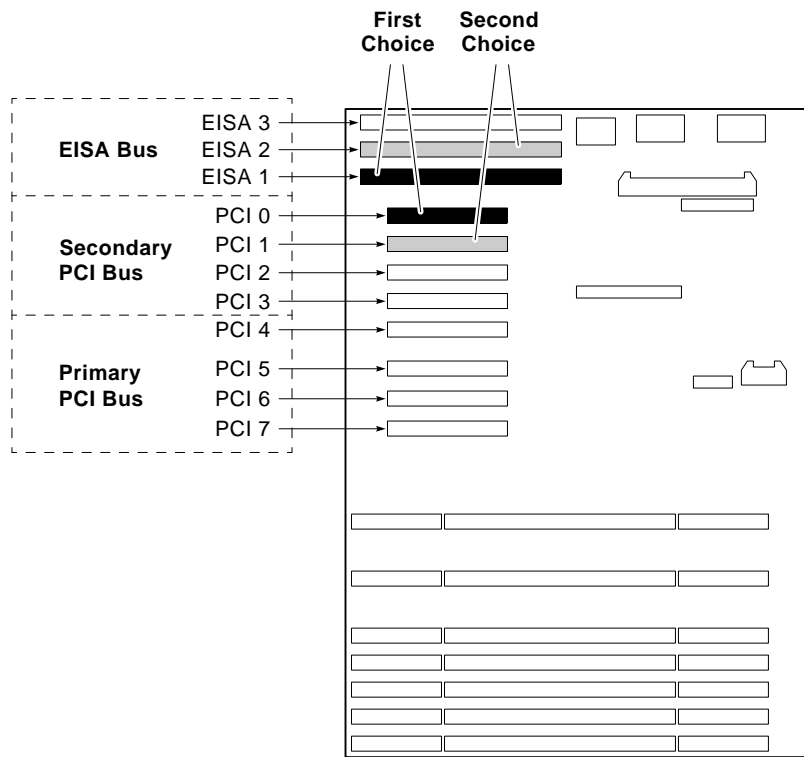 First Choice
Second Choice
EISA Bus
EISA 3
EISA 2
EISA 1
Secondary PCI Bus
PCI 0
PCI 1
PCI 2
PCI 3
Primary PCI Bus
PCI 4
PCI 5
PCI 6
PCI 7